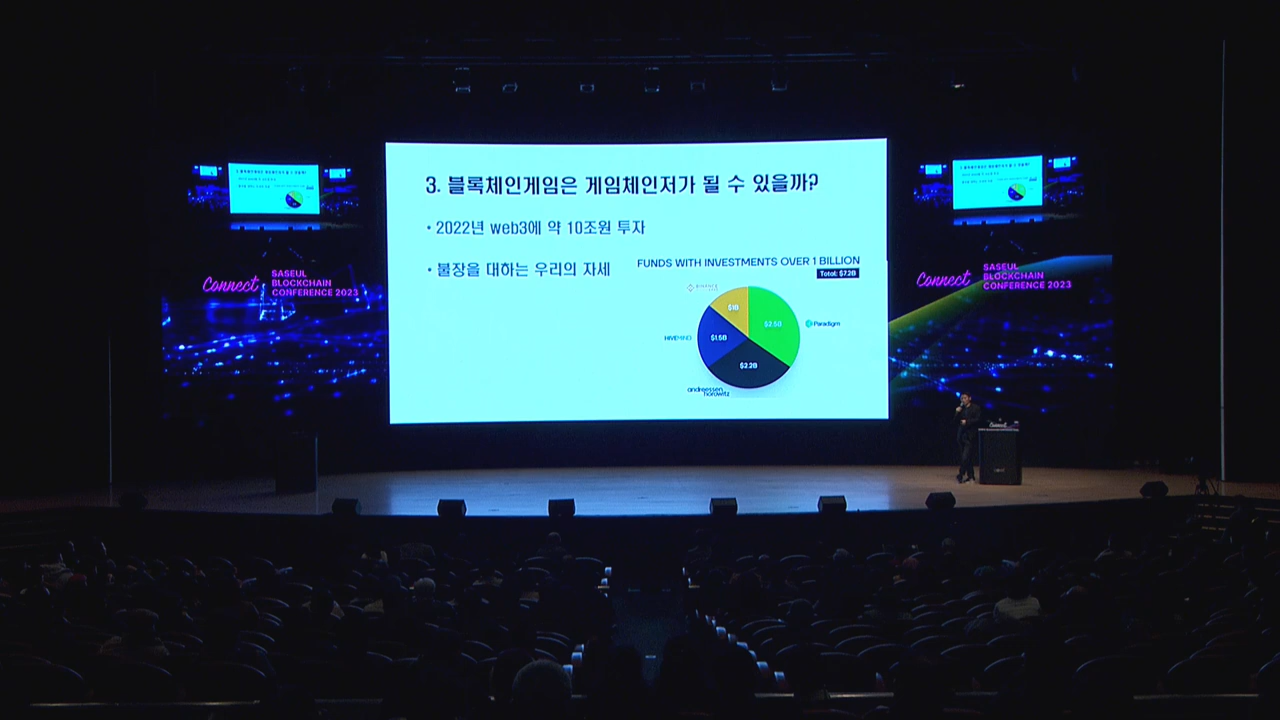 3. 블록체인게임은 게임체인저가 될 수 있을까?
• 2022년 web3에 약 10조원 투자
• 불장을 대하는 우리의 자세
FUNDS WITH INVESTMENTS OVER 1 BILLION
Total: $7.2B
BINANCE
$1B
$2.5B
Paradigm
HIVEMIND
$1.5B
$2.2B
andreessen
horowitz
Connect
SASEUL
BLOCKCHAIN
CONFERENCE 2023
Connect
SASEUL
BLOCKCHAIN
CONFERENCE 2023
Connect